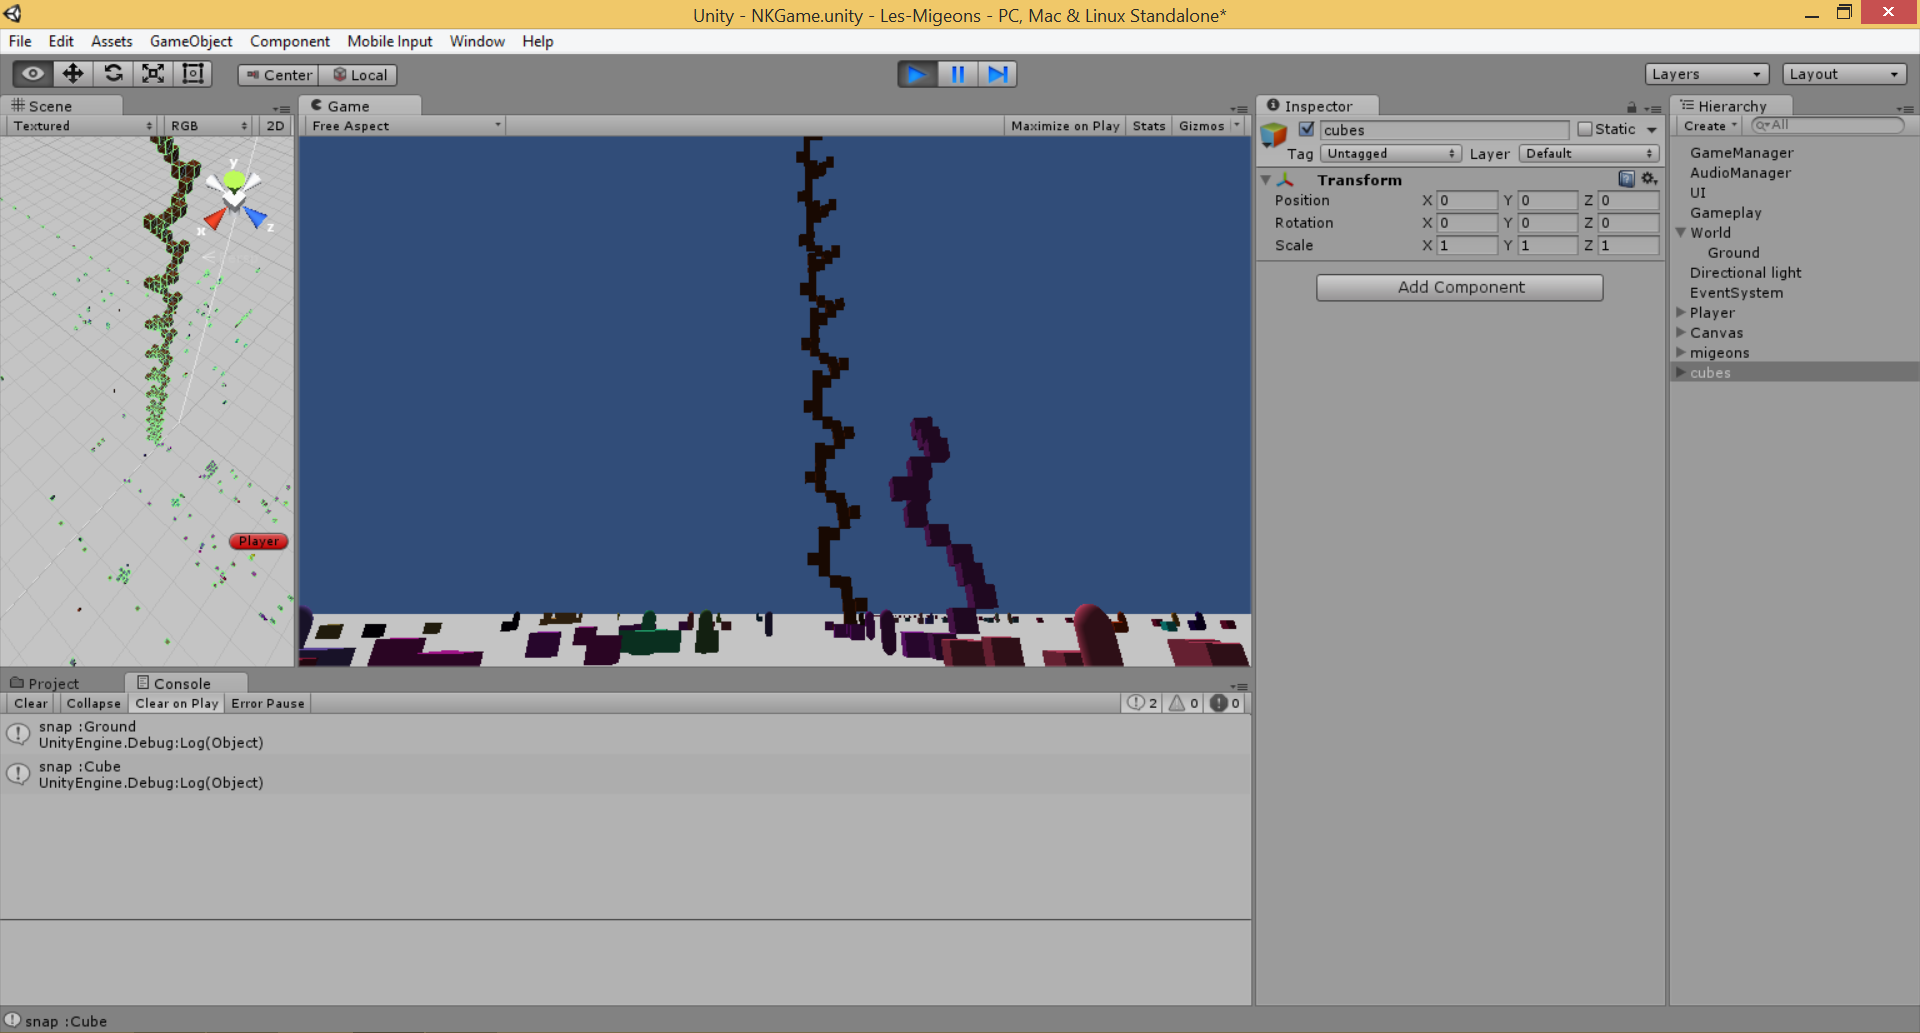 Unity - NKGame.unity - Les-Migeons - PC, Mac & Linux Standalone*
File Edit Assets GameObject Component Mobile Input Window Help
Center Local Layers Layout
Scene Game Inspector Hierarchy
Textured RGB 2D Free Aspect Maximize on Play Stats Gizmos
cubes Static
Create All
Tag Untagged Layer Default
Transform
Position X 0 Y 0 Z 0
Rotation X 0 Y 0 Z 0
Scale X 1 Y 1 Z 1
Add Component
GameManager
AudioManager
UI
Gameplay
World
Ground
Directional light
EventSystem
Player
Canvas
migeons
cubes
y
x
z
Player
Project Console
Clear Collapse Clear on Play Error Pause 2 0 0
snap :Ground
UnityEngine.Debug:Log(Object)
snap :Cube
UnityEngine.Debug:Log(Object)
snap :Cube